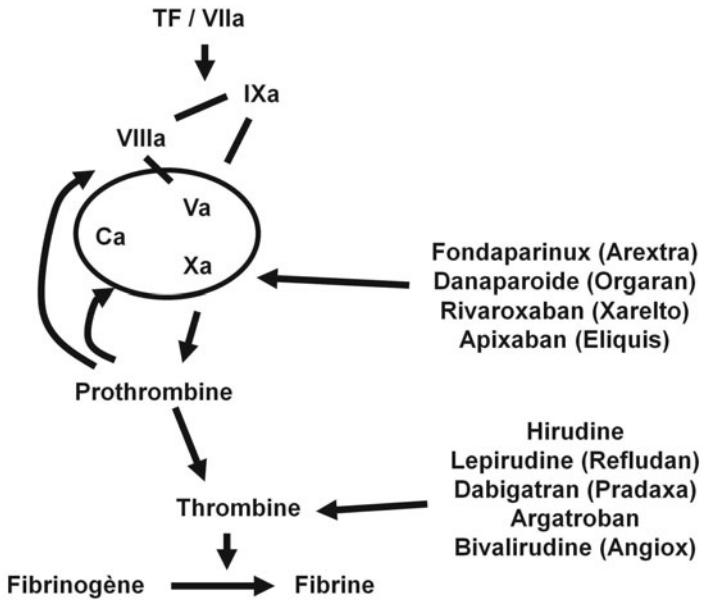 TF / VIIa
IXa
VIIIa
Va
Ca
Xa
Fondaparinux (Arextra)
Danaparoide (Orgaran)
Rivaroxaban (Xarelto)
Apixaban (Eliquis)
Prothrombine
Hirudine
Lepirudine (Refludan)
Dabigatran (Pradaxa)
Argatroban
Bivalirudine (Angiox)
Thrombine
Fibrinogène
Fibrine